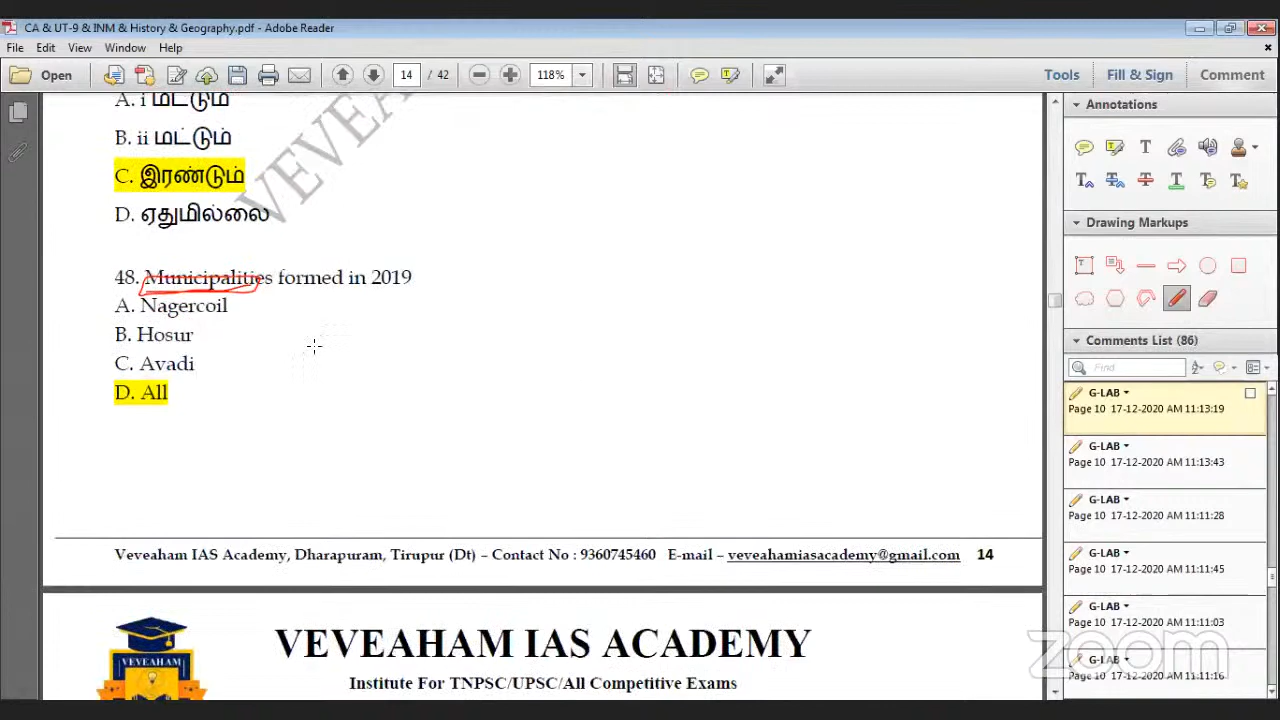 CA & UT-9 & INM & History & Geography.pdf - Adobe Reader
File Edit View Window Help
Open 14 / 42 118% Tools Fill & Sign Comment
A. i மட்டும்
B. ii மட்டும்
C. இரண்டும்
D. ஏதுமில்லை
VEVEA
48. Municipalities formed in 2019
A. Nagercoil
B. Hosur
C. Avadi
D. All
Veveaham IAS Academy, Dharapuram, Tirupur (Dt) – Contact No : 9360745460 E-mail – veveahamiasacademy@gmail.com 14
VEVEAHAM
VEVEAHAM IAS ACADEMY
Institute For TNPSC/UPSC/All Competitive Exams
Annotations
Drawing Markups
Comments List (86)
Find
G-LAB
Page 10 17-12-2020 AM 11:13:19
G-LAB
Page 10 17-12-2020 AM 11:13:43
G-LAB
Page 10 17-12-2020 AM 11:11:28
G-LAB
Page 10 17-12-2020 AM 11:11:45
G-LAB
Page 10 17-12-2020 AM 11:11:03
G-LAB
Page 10 17-12-2020 AM 11:11:16
zoom